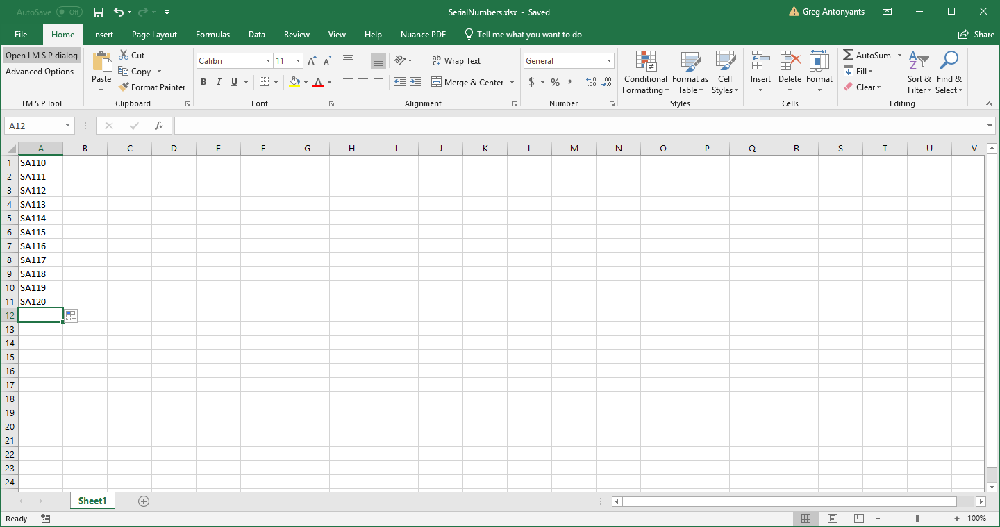 AutoSave Off SerialNumbers.xlsx - Saved Greg Antonyants
File Home Insert Page Layout Formulas Data Review View Help Nuance PDF Tell me what you want to do Share
Open LM SIP dialog
Advanced Options
LM SIP Tool
Paste
Cut
Copy
Format Painter
Clipboard
Calibri 11 A A
B I U A
Font
ab Wrap Text
Merge & Center
Alignment
General
$ % , .00 .00
Number
Conditional Formatting
Format as Table
Cell Styles
Styles
Insert Delete Format
Cells
AutoSum
Fill
Clear
Sort & Filter
Find & Select
Editing
A12 fx
A B C D E F G H I J K L M N O P Q R S T U V
1 SA110
2 SA111
3 SA112
4 SA113
5 SA114
6 SA115
7 SA116
8 SA117
9 SA118
10 SA119
11 SA120
12
13
14
15
16
17
18
19
20
21
22
23
24
Sheet1
Ready 100%